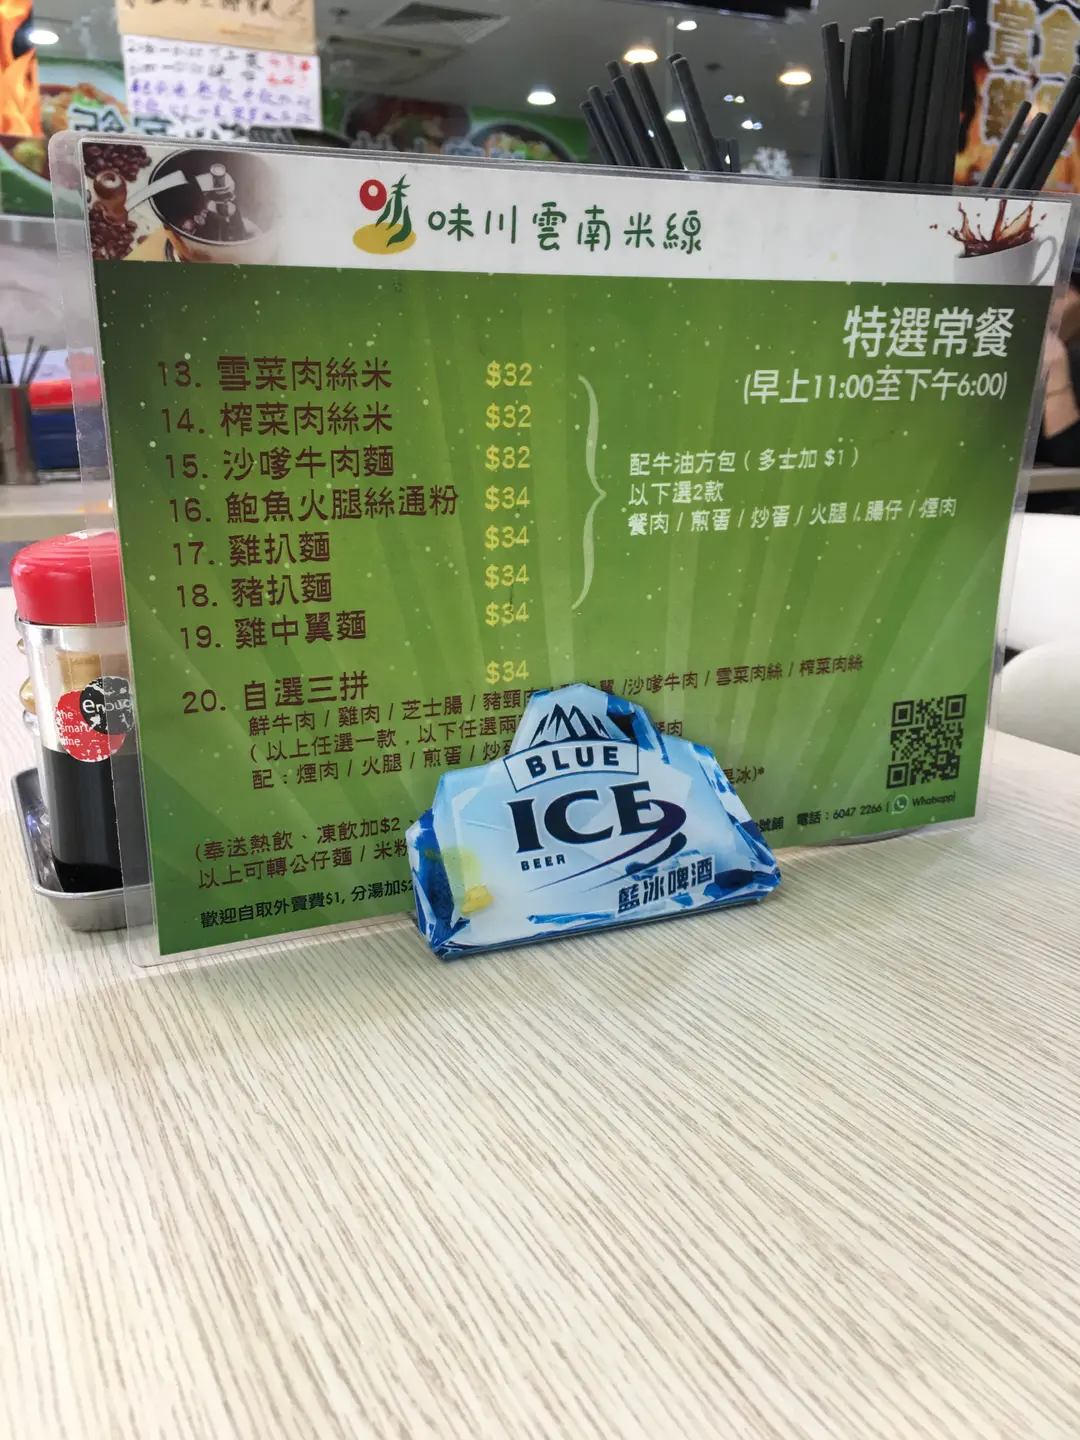 味川雲南米線
特選常餐
(早上11:00至下午6:00)
13. 雪菜肉絲米 $32
14. 榨菜肉絲米 $32
15. 沙嗲牛肉麵 $32
16. 鮑魚火腿絲通粉 $34
17. 雞扒麵 $34
18. 豬扒麵 $34
19. 雞中翼麵 $34
配牛油方包 ( 多士加 $1 )
以下選2款
餐肉 / 煎蛋 / 炒蛋 / 火腿 / 腸仔 / 煙肉
20. 自選三拼 $34
鮮牛肉 / 雞肉 / 芝士腸 / 豬頸 翼 /沙嗲牛肉 / 雪菜肉絲 / 榨菜肉絲
( 以上任選一款，以下任選兩 肉
配：煙肉 / 火腿 / 煎蛋 / 炒 冰)*
(奉送熱飲、凍飲加$2
以上可轉公仔麵 / 米粉
歡迎自取外賣費$1, 分湯加$2
號舖 電話：6047 2266 ( Whatsapp)
BLUE
ICE
BEER
藍冰啤酒
the
smart